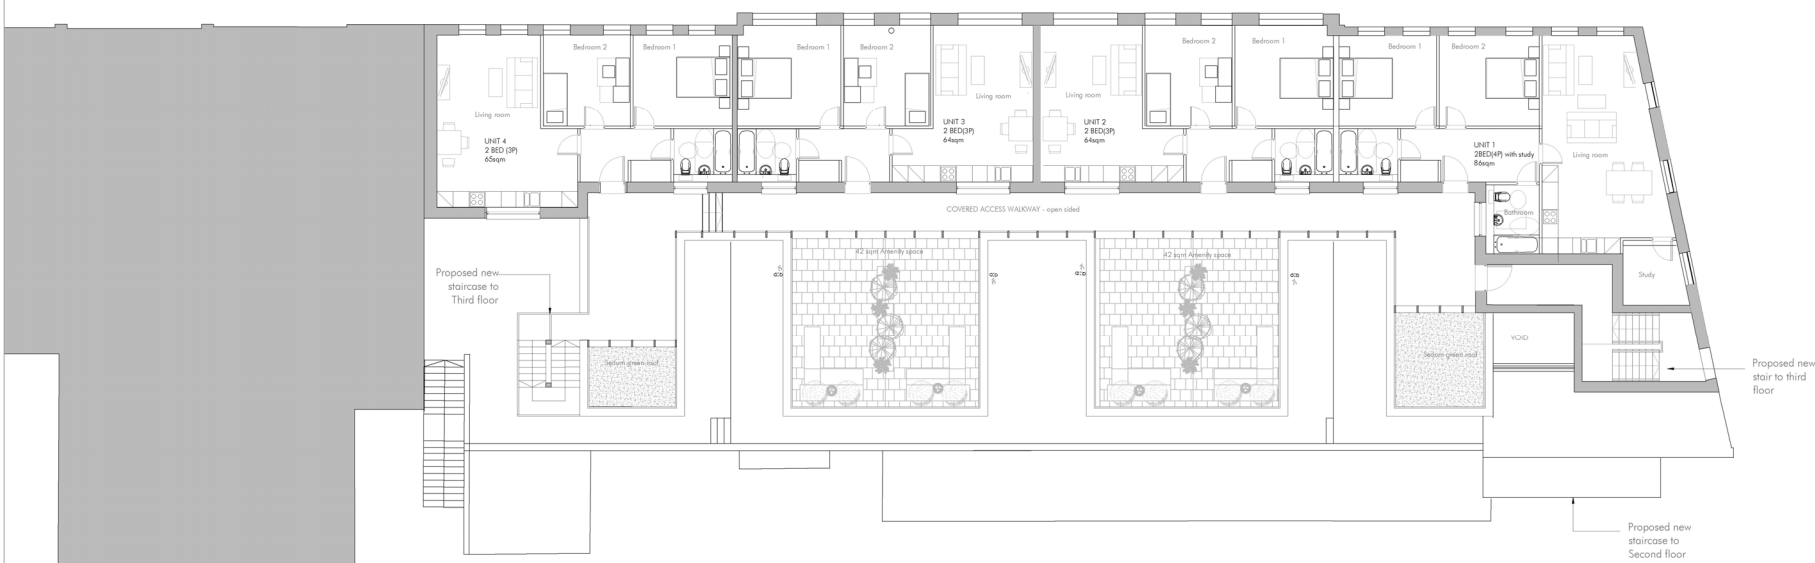 Bedroom 2
Bedroom 1
Bedroom 1
Bedroom 2
Bedroom 2
Bedroom 1
Bedroom 1
Bedroom 2
Living room
UNIT 4
2 BED (3P)
65sqm
Living room
UNIT 3
2 BED(3P)
64sqm
Living room
UNIT 2
2 BED(3P)
64sqm
UNIT 1
2BED(4P) with study
86sqm
Living room
COVERED ACCESS WALKWAY - open sided
Bathroom
42 sqm Amenity space
42 sqm Amenity space
Study
Proposed new
staircase to
Third floor
Sedum green roof
Sedum green roof
VOID
Proposed new
stair to third
floor
Proposed new
staircase to
Second floor